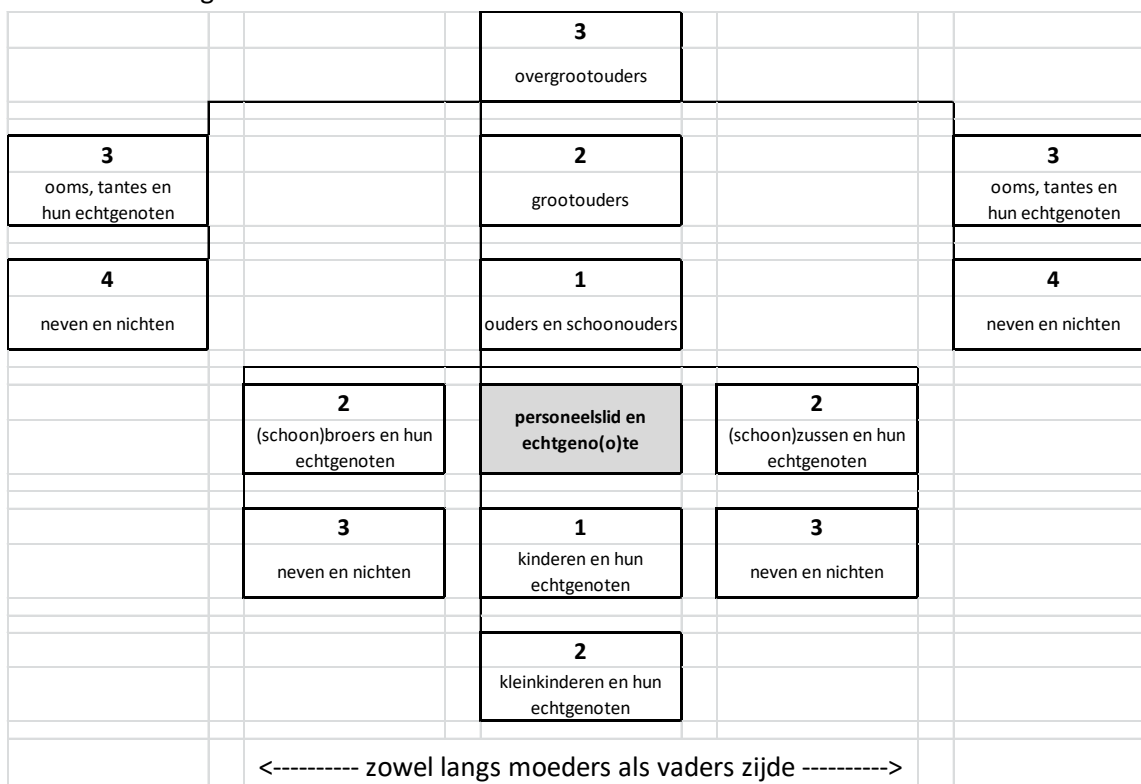 3
overgrootouders
3
2
3
ooms, tantes en
hun echtgenoten
grootouders
ooms, tantes en
hun echtgenoten
4
1
4
neven en nichten
ouders en schoonouders
neven en nichten
2
personeelslid en
echtgeno(o)te
2
(schoon)broers en hun
echtgenoten
(schoon)zussen en hun
echtgenoten
3
1
3
neven en nichten
kinderen en hun
echtgenoten
neven en nichten
2
kleinkinderen en hun
echtgenoten
<---------- zowel langs moeders als vaders zijde ---------->